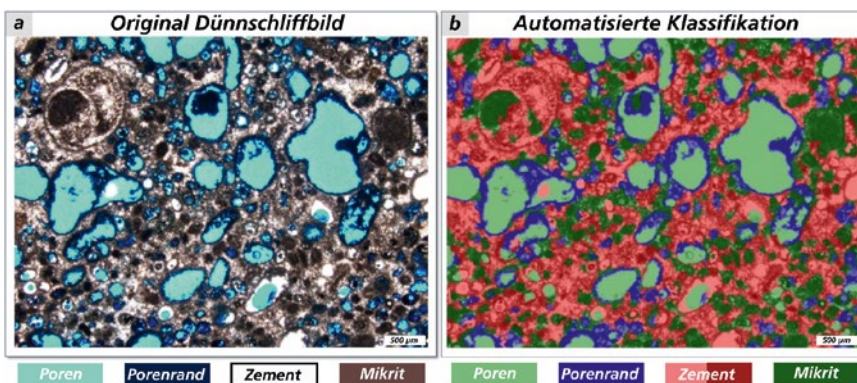 a Original Dünnschliffbild
b Automatisierte Klassifikation
500 µm
500 µm
Poren Porenrand Zement Mikrit
Poren Porenrand Zement Mikrit